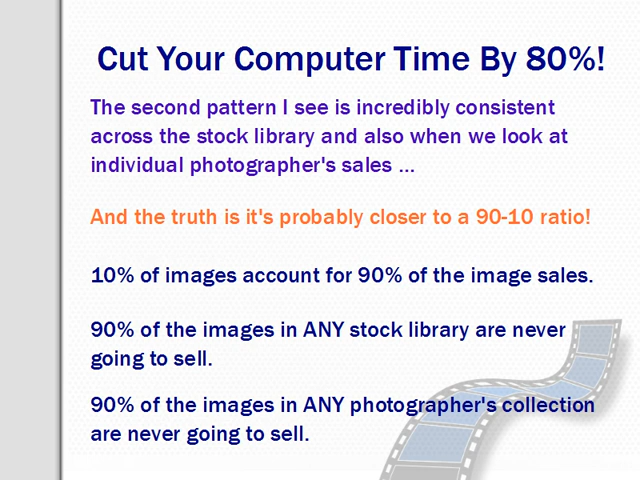 Cut Your Computer Time By 80%!
The second pattern I see is incredibly consistent
across the stock library and also when we look at
individual photographer's sales ...
And the truth is it's probably closer to a 90-10 ratio!
10% of images account for 90% of the image sales.
90% of the images in ANY stock library are never
going to sell.
90% of the images in ANY photographer's collection
are never going to sell.